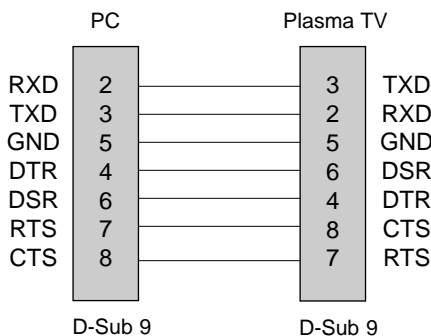 PC Plasma TV
RXD 2 3 TXD
TXD 3 2 RXD
GND 5 5 GND
DTR 4 6 DSR
DSR 6 4 DTR
RTS 7 8 CTS
CTS 8 7 RTS
D-Sub 9 D-Sub 9